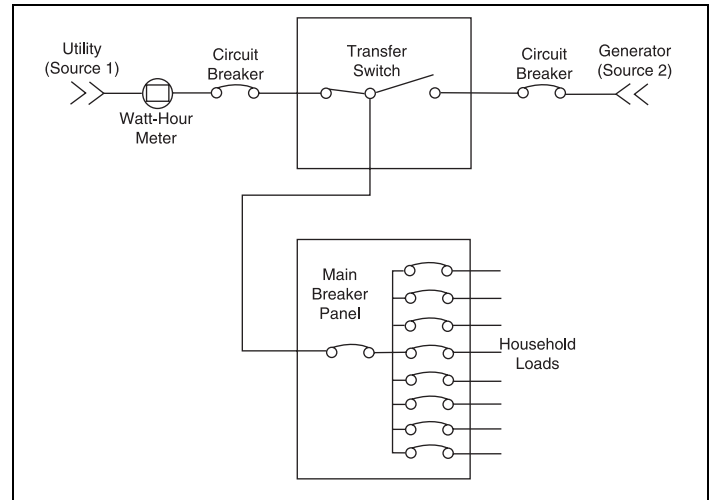 Utility
(Source 1)
Circuit
Breaker
Transfer
Switch
Circuit
Breaker
Generator
(Source 2)
Watt-Hour
Meter
Main
Breaker
Panel
Household
Loads